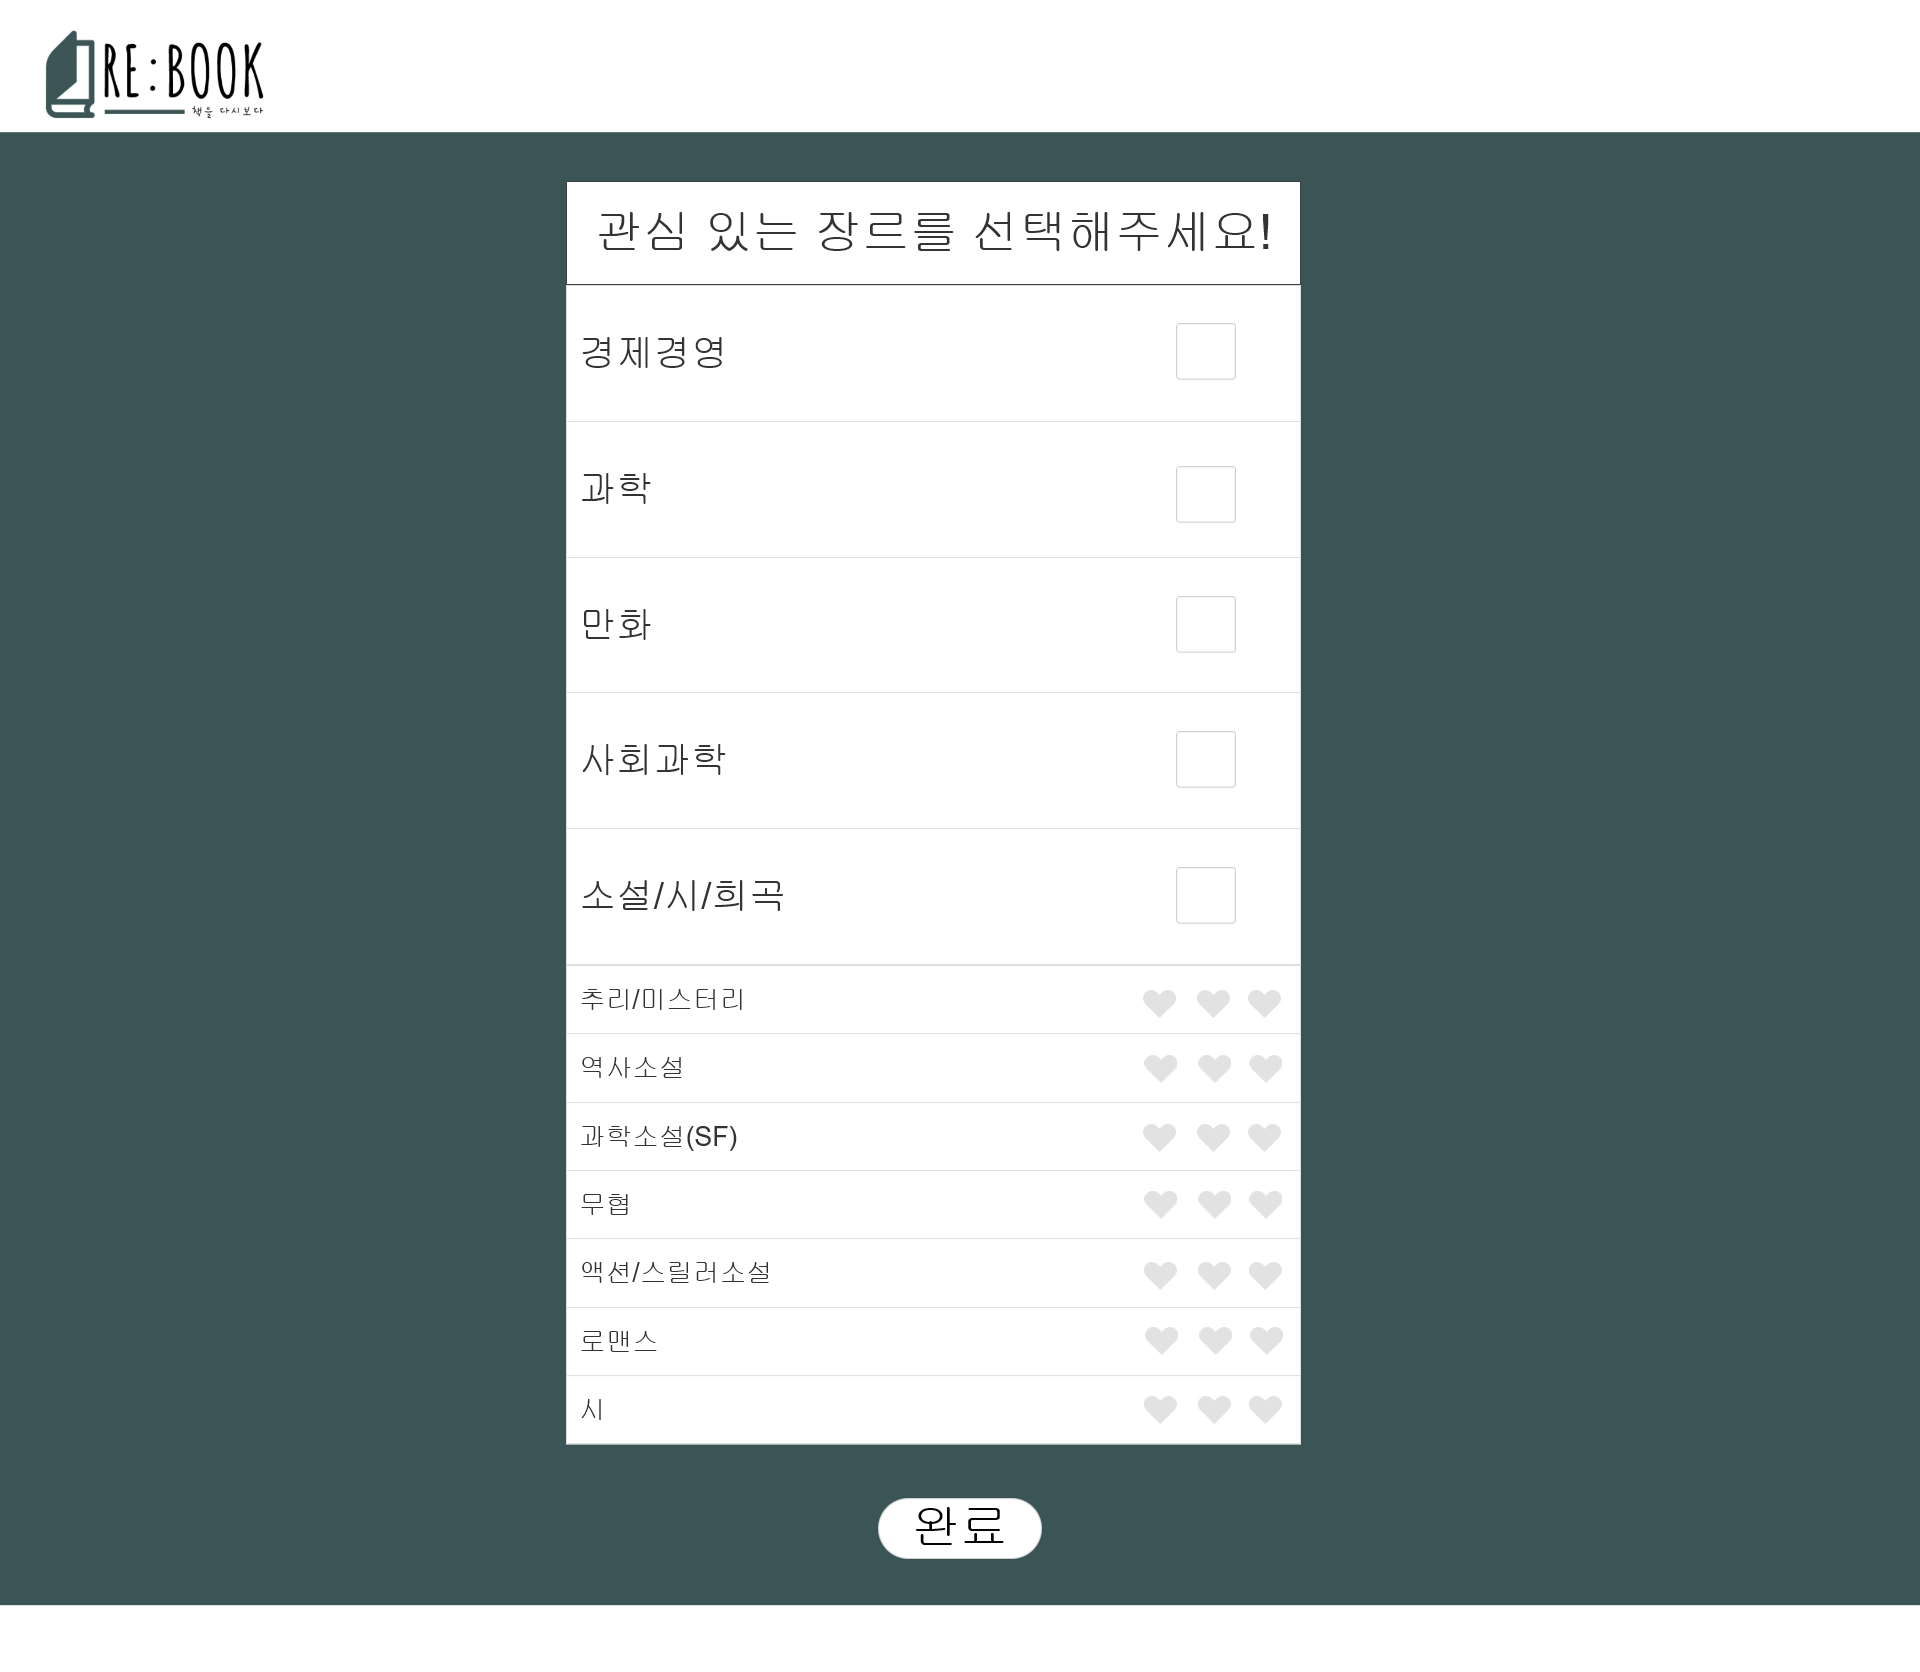 RE:BOOK
책을 다시보다
관심 있는 장르를 선택해주세요!
경제경영
과학
만화
사회과학
소설/시/희곡
추리/미스터리
역사소설
과학소설(SF)
무협
액션/스릴러소설
로맨스
시
완료